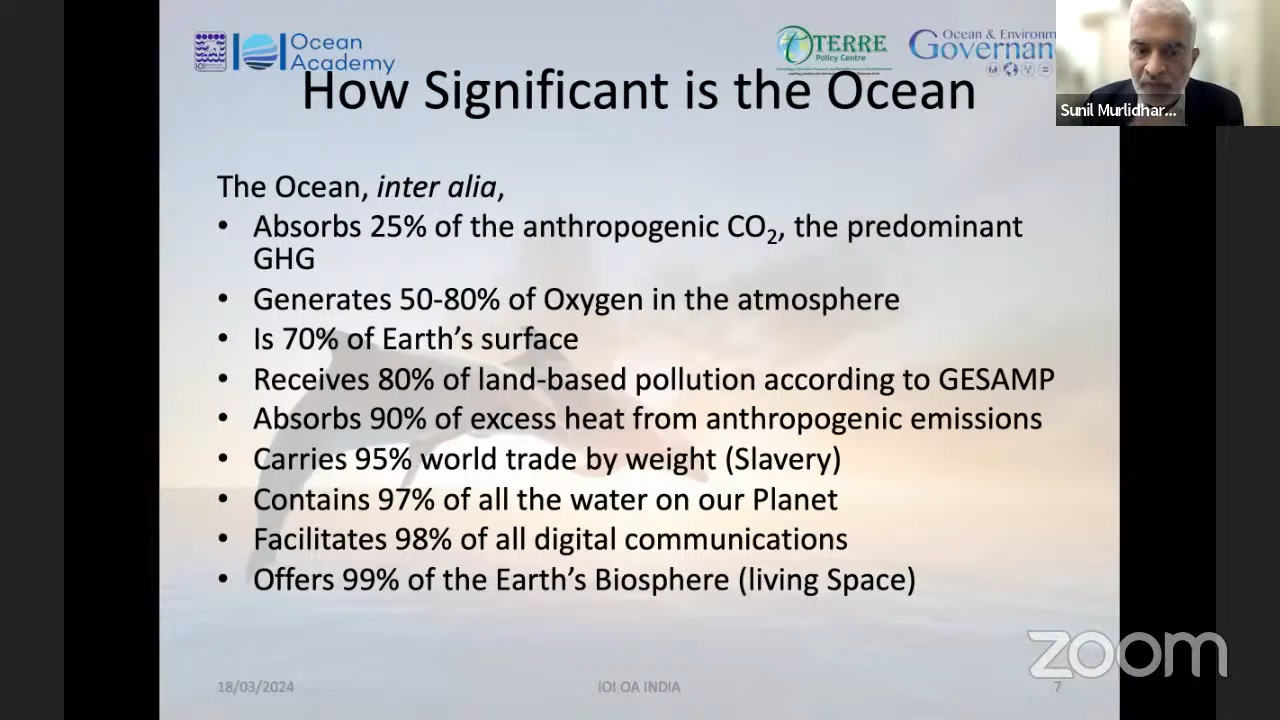 Ocean
Academy
TERRE
Policy Centre
Ocean & Environm
Governan
How Significant is the Ocean
Sunil Murlidhar...
The Ocean, inter alia,
• Absorbs 25% of the anthropogenic CO₂, the predominant
GHG
• Generates 50-80% of Oxygen in the atmosphere
• Is 70% of Earth’s surface
• Receives 80% of land-based pollution according to GESAMP
• Absorbs 90% of excess heat from anthropogenic emissions
• Carries 95% world trade by weight (Slavery)
• Contains 97% of all the water on our Planet
• Facilitates 98% of all digital communications
• Offers 99% of the Earth’s Biosphere (living Space)
zoom
18/03/2024
IOI OA INDIA
7